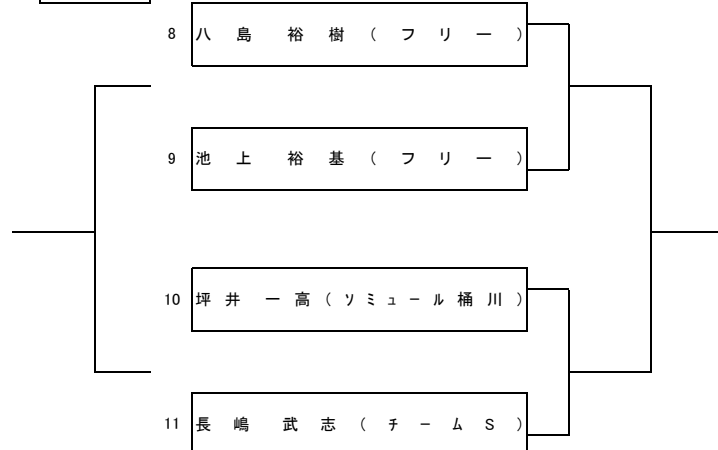 8 八島 裕樹(フリー)
9 池上 裕基(フリー)
10 坪井 一高(ソミュール桶川)
11 長嶋 武志(チームS)